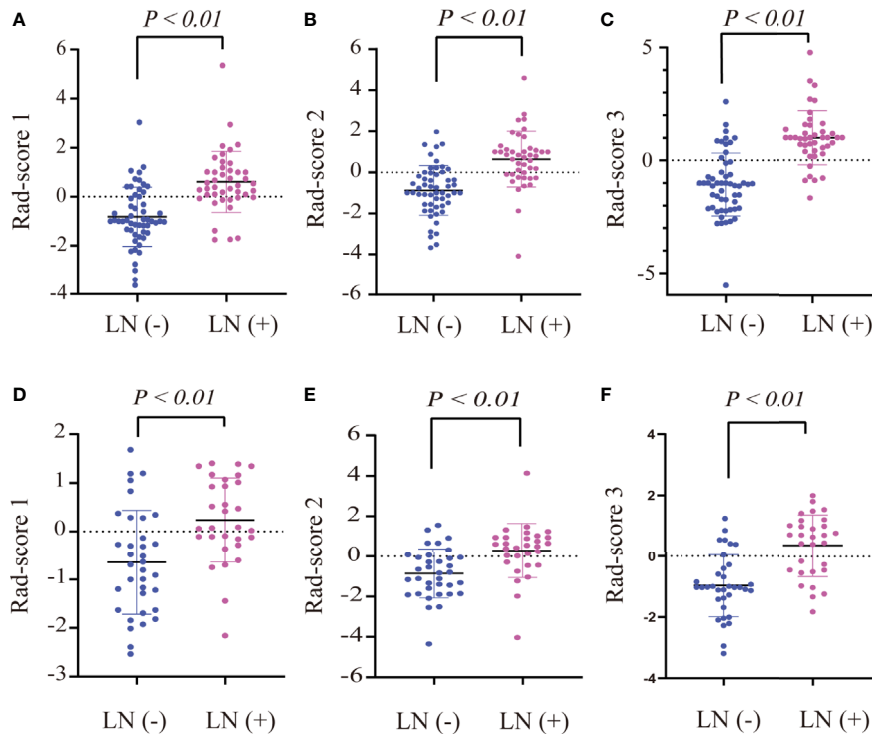 A
P < 0.01
Rad-score 1
6
4
2
0
-2
-4
LN (-)
LN (+)
B
P < 0.01
Rad-score 2
6
4
2
0
-2
-4
-6
LN (-)
LN (+)
C
P < 0.01
Rad-score 3
5
0
-5
LN (-)
LN (+)
D
P < 0.01
Rad-score 1
2
1
0
-1
-2
-3
LN (-)
LN (+)
E
P < 0.01
Rad-score 2
6
4
2
0
-2
-4
-6
LN (-)
LN (+)
F
P < 0.01
Rad-score 3
4
2
0
-2
-4
LN (-)
LN (+)